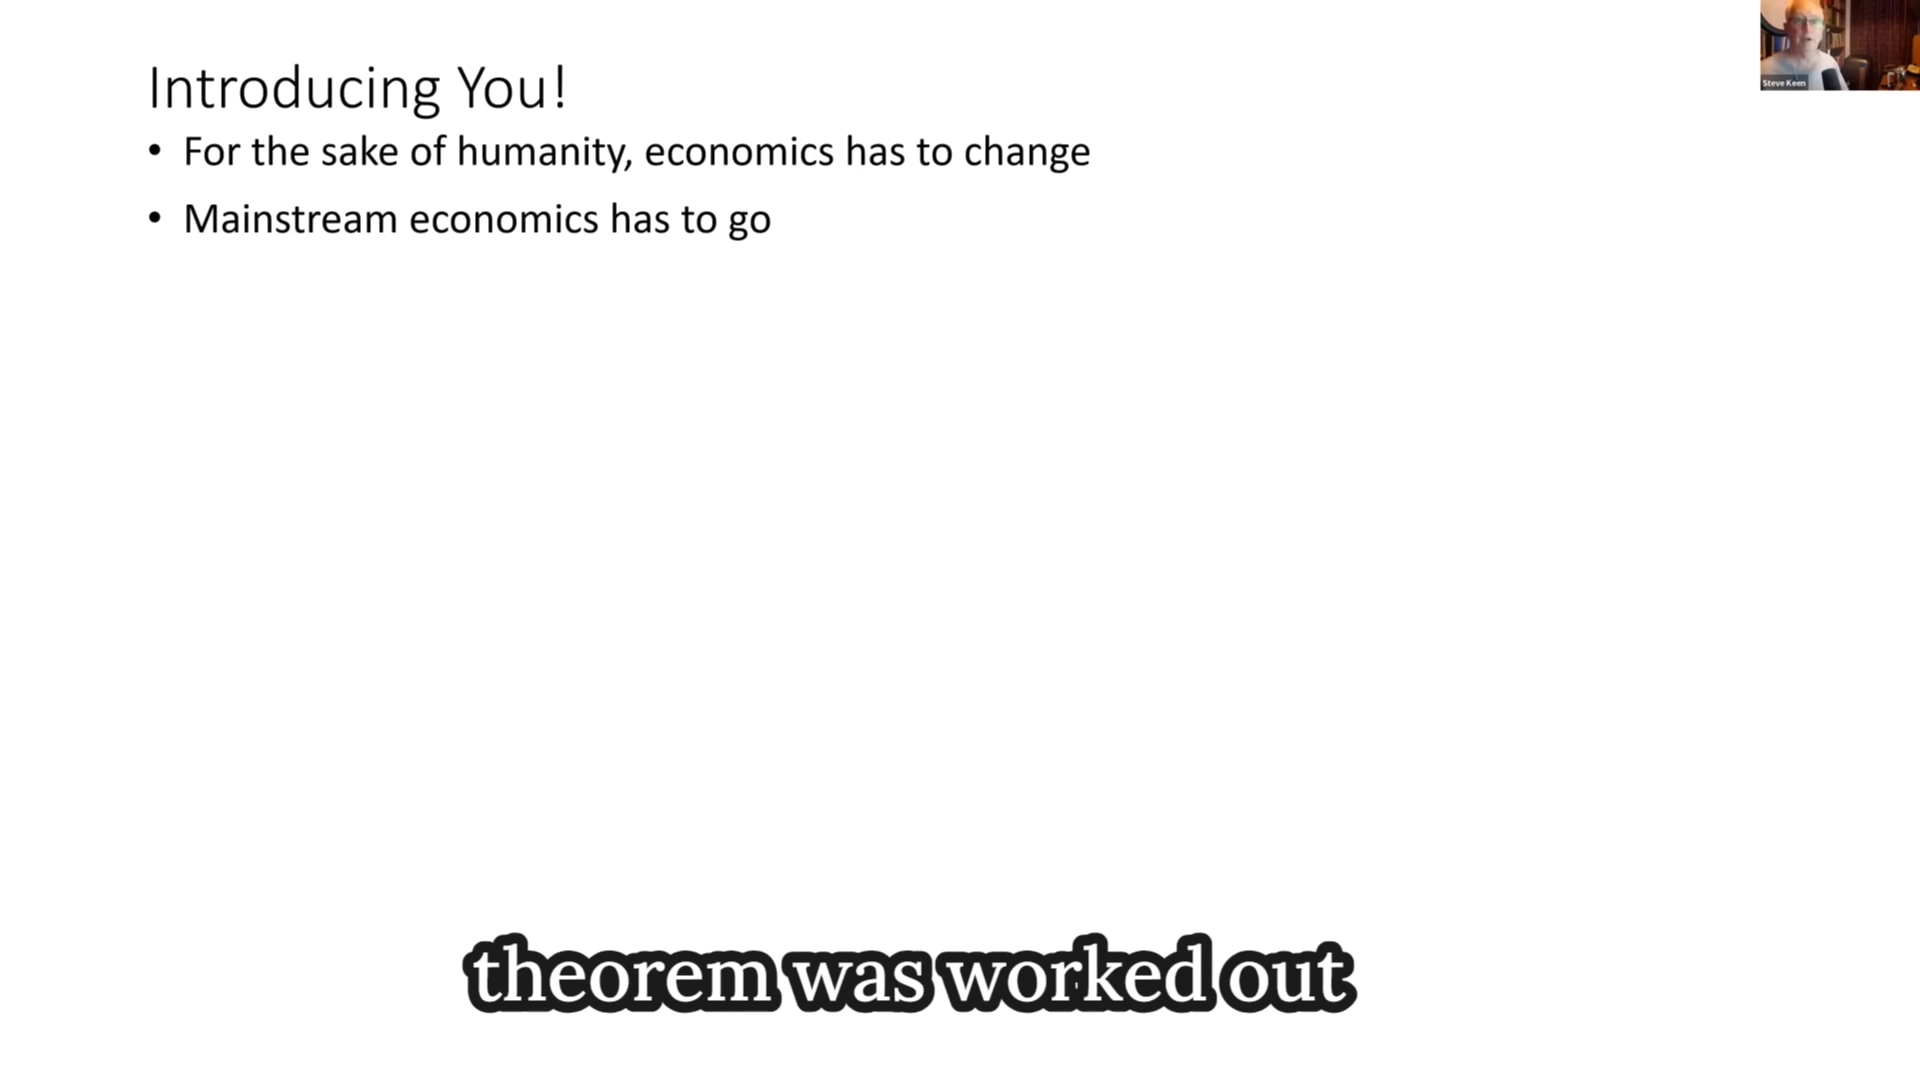 Introducing You!
• For the sake of humanity, economics has to change
• Mainstream economics has to go
Steve Keen
theorem was worked out